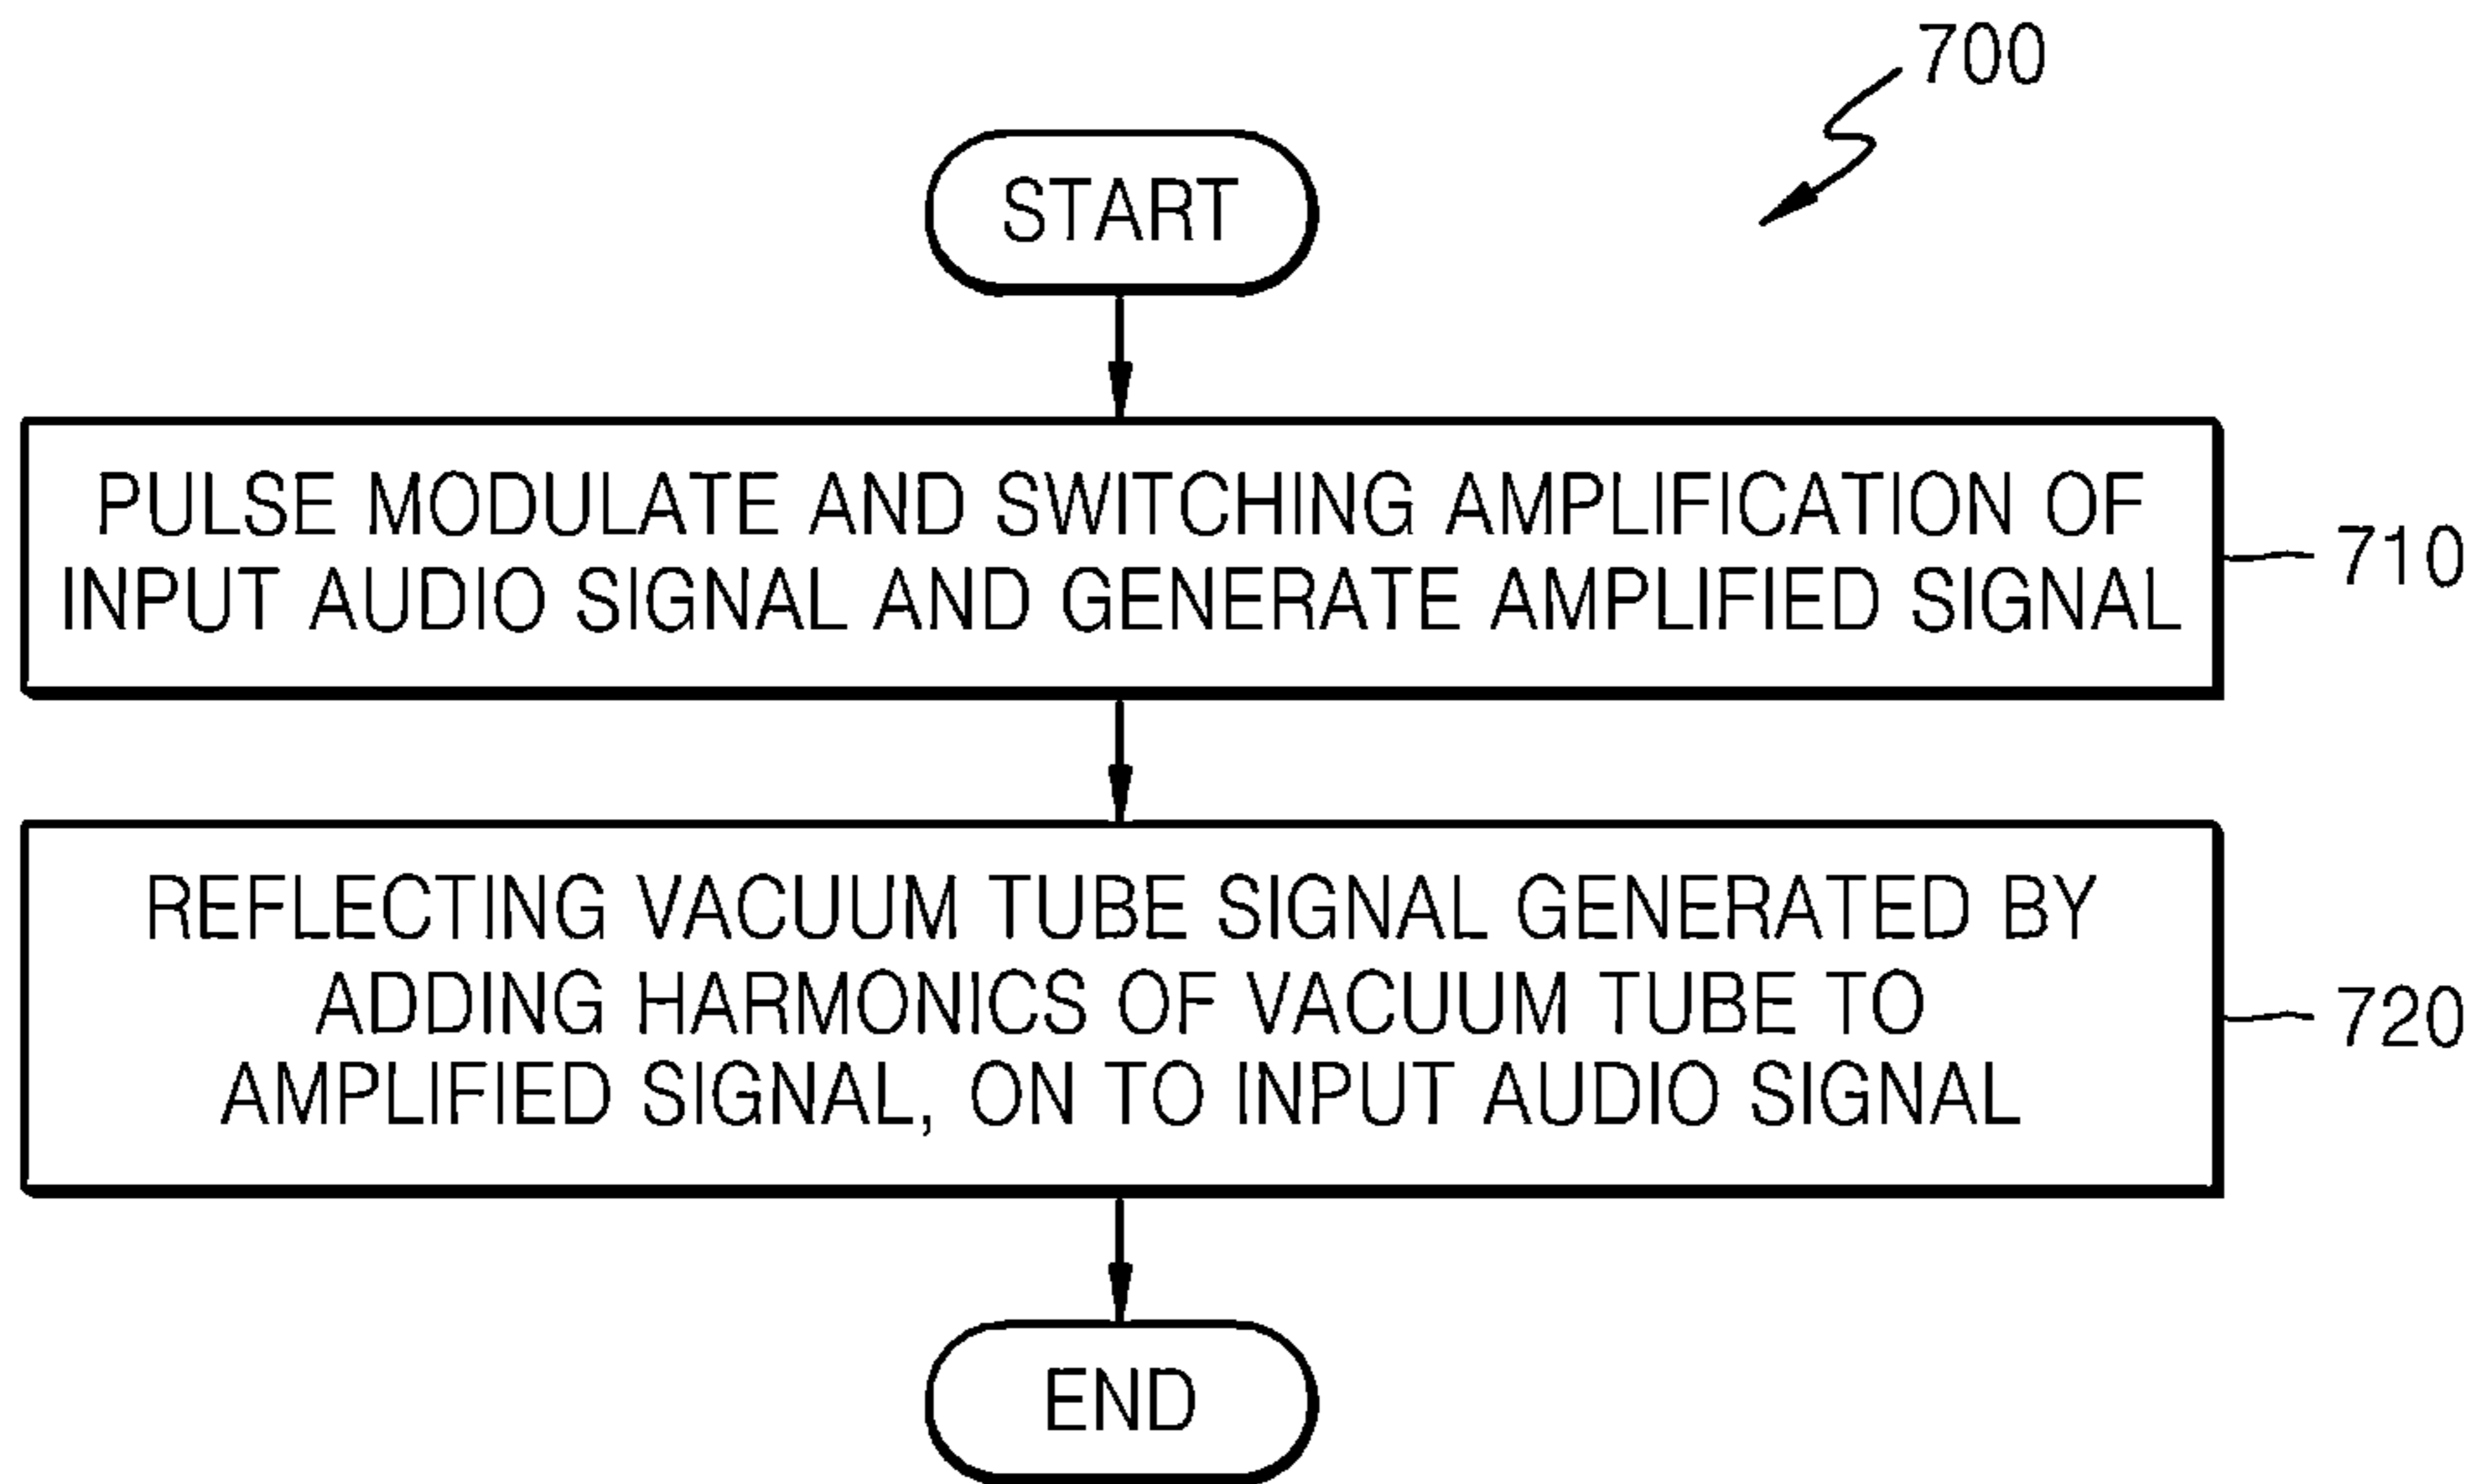 700
START
PULSE MODULATE AND SWITCHING AMPLIFICATION OF
INPUT AUDIO SIGNAL AND GENERATE AMPLIFIED SIGNAL
710
REFLECTING VACUUM TUBE SIGNAL GENERATED BY
ADDING HARMONICS OF VACUUM TUBE TO
AMPLIFIED SIGNAL, ON TO INPUT AUDIO SIGNAL
720
END